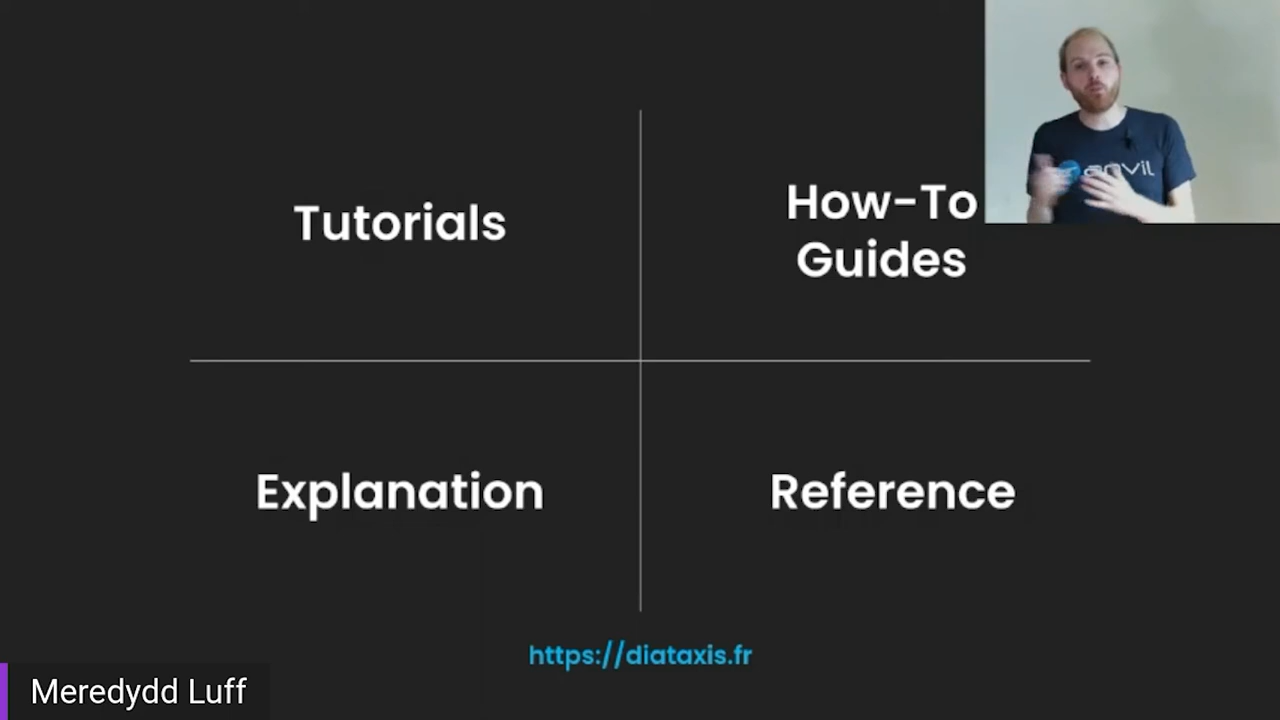 Tutorials
How-To
Guides
anvil
Explanation
Reference
https://diataxis.fr
Meredydd Luff